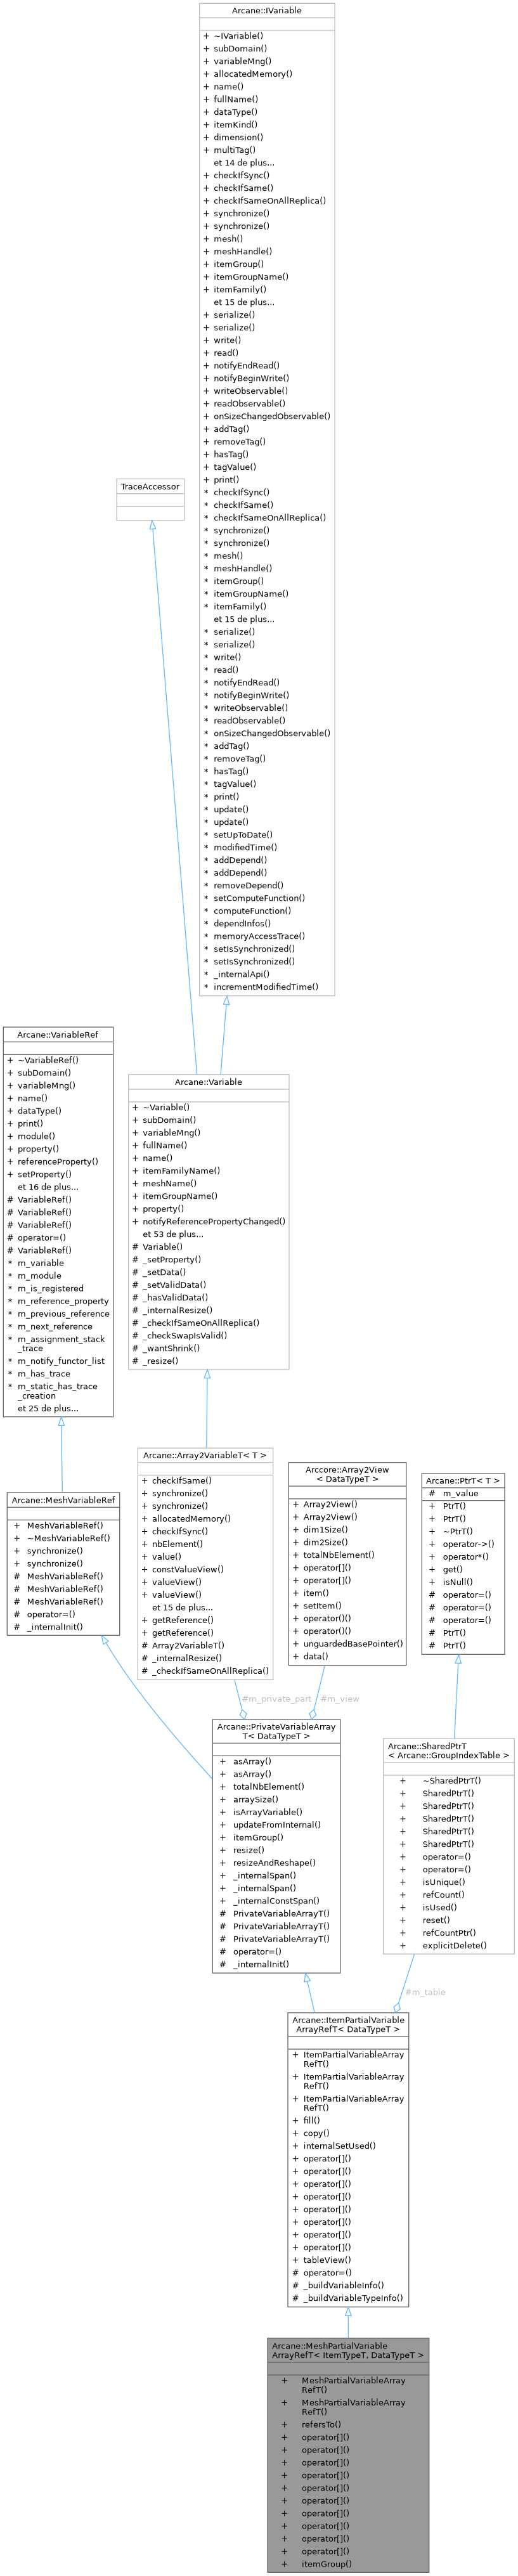 Arcane::IVariable
+ ~IVariable()
+ subDomain()
+ variableMng()
+ allocatedMemory()
+ name()
+ fullName()
+ dataType()
+ itemKind()
+ dimension()
+ multiTag()
et 14 de plus...
+ checkIfSync()
+ checkIfSame()
+ checkIfSameOnAllReplica()
+ synchronize()
+ synchronize()
+ mesh()
+ meshHandle()
+ itemGroup()
+ itemGroupName()
+ itemFamily()
et 15 de plus...
+ serialize()
+ serialize()
+ write()
+ read()
+ notifyEndRead()
+ notifyBeginWrite()
+ writeObservable()
+ readObservable()
+ onSizeChangedObservable()
+ addTag()
+ removeTag()
+ hasTag()
+ tagValue()
+ print()
* checkIfSync()
* checkIfSame()
* checkIfSameOnAllReplica()
* synchronize()
* synchronize()
* mesh()
* meshHandle()
* itemGroup()
* itemGroupName()
* itemFamily()
et 15 de plus...
* serialize()
* serialize()
* write()
* read()
* notifyEndRead()
* notifyBeginWrite()
* writeObservable()
* readObservable()
* onSizeChangedObservable()
* addTag()
* removeTag()
* hasTag()
* tagValue()
* print()
* update()
* update()
* setUpToDate()
* modifiedTime()
* addDepend()
* addDepend()
* removeDepend()
* setComputeFunction()
* computeFunction()
* dependInfos()
* memoryAccessTrace()
* setIsSynchronized()
* setIsSynchronized()
* _internalApi()
* incrementModifiedTime()
TraceAccessor
Arcane::VariableRef
+ ~VariableRef()
+ subDomain()
+ variableMng()
+ name()
+ dataType()
+ print()
+ module()
+ property()
+ referenceProperty()
+ setProperty()
et 16 de plus...
# VariableRef()
# VariableRef()
# VariableRef()
# operator=()
# VariableRef()
* m_variable
* m_module
* m_is_registered
* m_reference_property
* m_previous_reference
* m_next_reference
* m_assignment_stack
_trace
* m_notify_functor_list
* m_has_trace
* m_static_has_trace
_creation
et 25 de plus...
Arcane::Variable
+ ~Variable()
+ subDomain()
+ variableMng()
+ fullName()
+ name()
+ itemFamilyName()
+ meshName()
+ itemGroupName()
+ property()
+ notifyReferencePropertyChanged()
et 53 de plus...
# Variable()
# _setProperty()
# _setData()
# _setValidData()
# _hasValidData()
# _internalResize()
# _checkIfSameOnAllReplica()
# _checkSwapIsValid()
# _wantShrink()
# _resize()
Arcane::MeshVariableRef
+ MeshVariableRef()
+ ~MeshVariableRef()
+ synchronize()
+ synchronize()
# MeshVariableRef()
# MeshVariableRef()
# MeshVariableRef()
# operator=()
# _internalInit()
Arcane::Array2VariableT< T >
+ checkIfSame()
+ synchronize()
+ synchronize()
+ allocatedMemory()
+ checkIfSync()
+ nbElement()
+ value()
+ constValueView()
+ valueView()
+ valueView()
et 15 de plus...
+ getReference()
+ getReference()
# Array2VariableT()
# _internalResize()
# _checkIfSameOnAllReplica()
Arccore::Array2View
< DataTypeT >
+ Array2View()
+ Array2View()
+ dim1Size()
+ dim2Size()
+ totalNbElement()
+ operator[]()
+ operator[]()
+ item()
+ setItem()
+ operator()()
+ operator()()
+ unguardedBasePointer()
+ data()
Arcane::PtrT< T >
# m_value
+ PtrT()
+ PtrT()
+ ~PtrT()
+ operator->()
+ operator*()
+ get()
+ isNull()
# operator=()
# operator=()
# operator=()
# PtrT()
# PtrT()
#m_private_part
#m_view
Arcane::PrivateVariableArray
T< DataTypeT >
+ asArray()
+ asArray()
+ totalNbElement()
+ arraySize()
+ isArrayVariable()
+ updateFromInternal()
+ itemGroup()
+ resize()
+ resizeAndReshape()
+ _internalSpan()
+ _internalSpan()
+ _internalConstSpan()
# PrivateVariableArrayT()
# PrivateVariableArrayT()
# PrivateVariableArrayT()
# operator=()
# _internalInit()
Arcane::SharedPtrT
< Arcane::GroupIndexTable >
+ ~SharedPtrT()
+ SharedPtrT()
+ SharedPtrT()
+ SharedPtrT()
+ SharedPtrT()
+ SharedPtrT()
+ operator=()
+ operator=()
+ isUnique()
+ refCount()
+ isUsed()
+ reset()
+ refCountPtr()
+ explicitDelete()
#m_table
Arcane::ItemPartialVariable
ArrayRefT< DataTypeT >
+ ItemPartialVariableArray
RefT()
+ ItemPartialVariableArray
RefT()
+ ItemPartialVariableArray
RefT()
+ fill()
+ copy()
+ internalSetUsed()
+ operator[]()
+ operator[]()
+ operator[]()
+ operator[]()
+ operator[]()
+ operator[]()
+ operator[]()
+ operator[]()
+ tableView()
# operator=()
# _buildVariableInfo()
# _buildVariableTypeInfo()
Arcane::MeshPartialVariable
ArrayRefT< ItemTypeT, DataTypeT >
+ MeshPartialVariableArray
RefT()
+ MeshPartialVariableArray
RefT()
+ refersTo()
+ operator[]()
+ operator[]()
+ operator[]()
+ operator[]()
+ operator[]()
+ operator[]()
+ operator[]()
+ operator[]()
+ operator[]()
+ operator[]()
+ itemGroup()